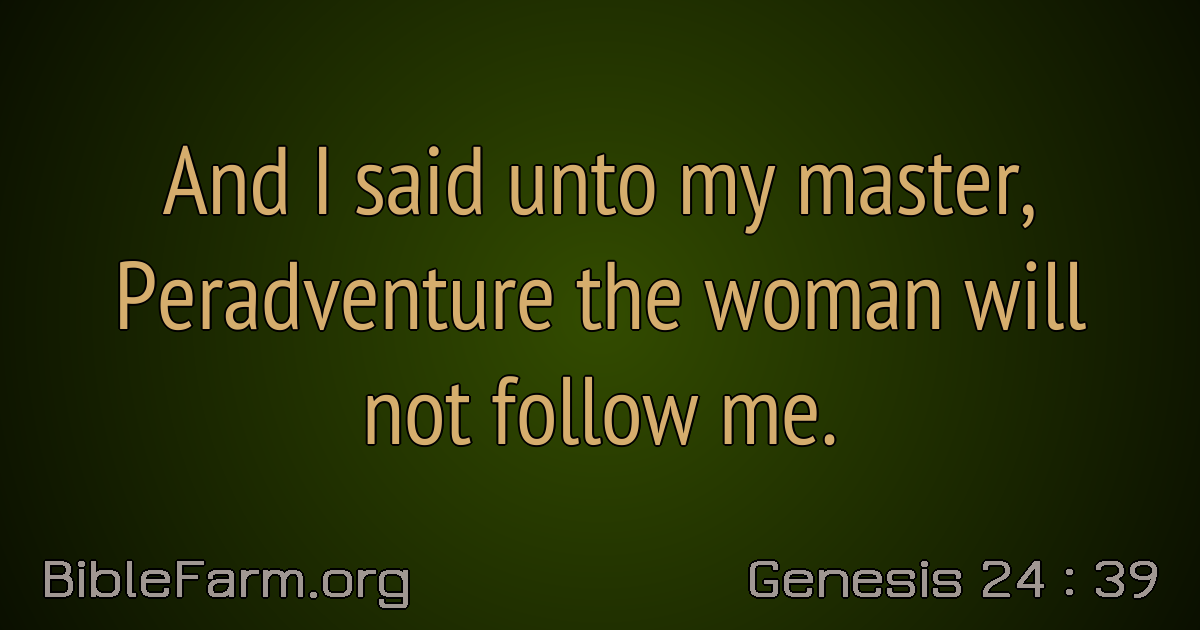 And I said unto my master,
Peradventure the woman will
not follow me.
BibleFarm.org
Genesis 24 : 39